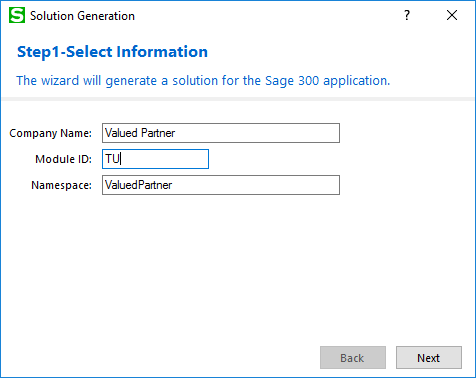 S Solution Generation ?
Step1-Select Information
The wizard will generate a solution for the Sage 300 application.
Company Name: Valued Partner
Module ID: TU
Namespace: ValuedPartner
Back Next